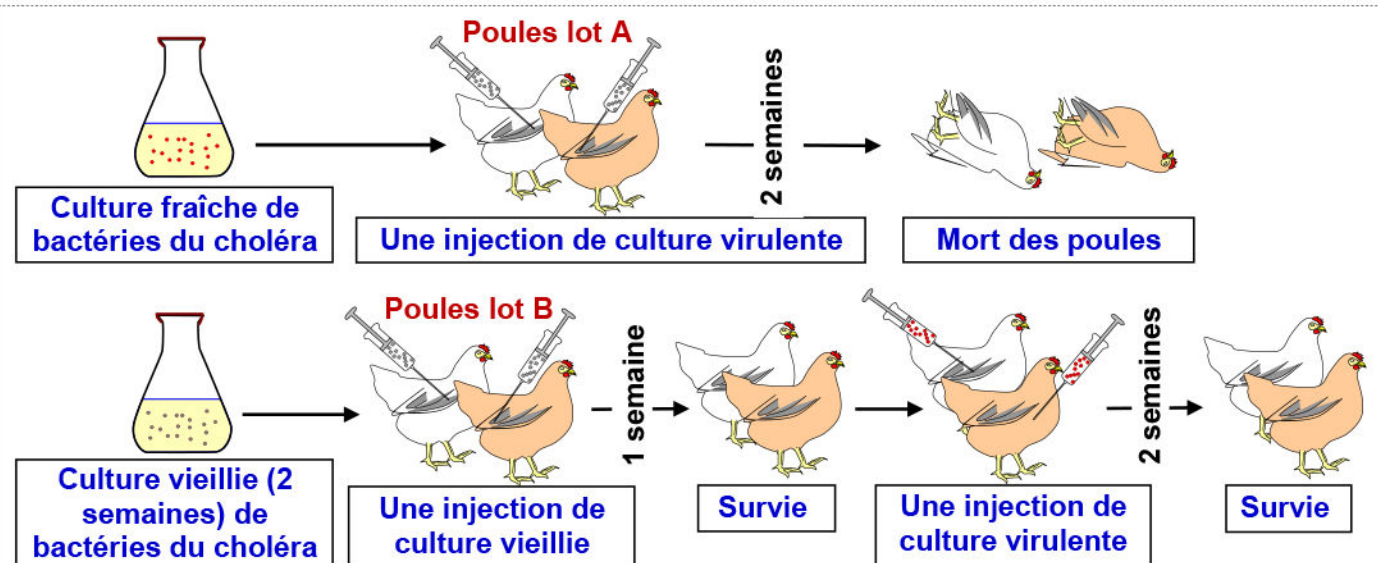 Poules lot A
2 semaines
Culture fraîche de
bactéries du choléra
Une injection de culture virulente
Mort des poules
Poules lot B
1 semaine
2 semaines
Culture vieillie (2
semaines) de
bactéries du choléra
Une injection de
culture vieillie
Survie
Une injection de
culture virulente
Survie